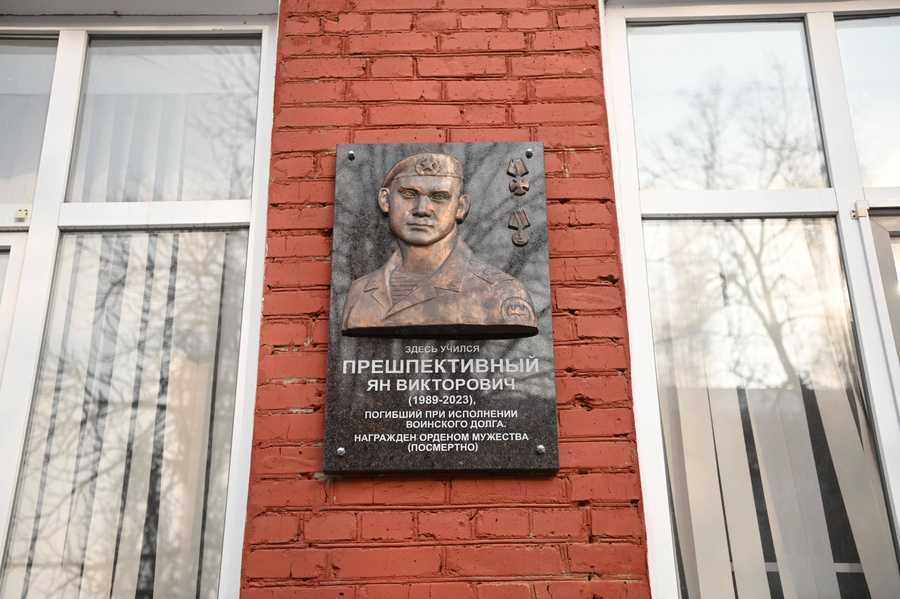 ЗДЕСЬ УЧИЛСЯ
ПРЕШПЕКТИВНЫЙ
ЯН ВИКТОРОВИЧ
(1989-2023),
ПОГИБШИЙ ПРИ ИСПОЛНЕНИИ
ВОИНСКОГО ДОЛГА.
НАГРАЖДЕН ОРДЕНОМ МУЖЕСТВА
(ПОСМЕРТНО)